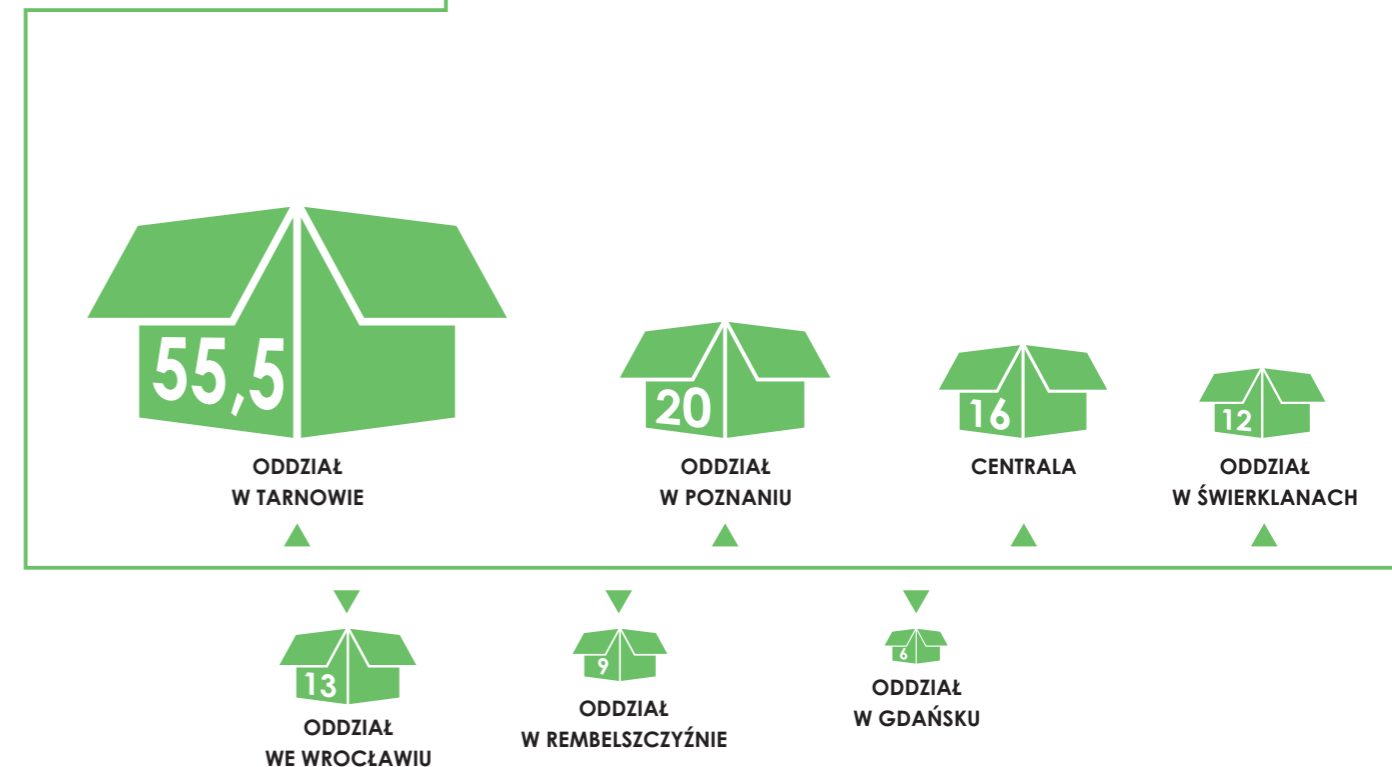 55,5
ODDZIAŁ
W TARNOWIE
20
ODDZIAŁ
W POZNANIU
16
CENTRALA
12
ODDZIAŁ
W ŚWIERKLANACH
13
ODDZIAŁ
WE WROCŁAWIU
9
ODDZIAŁ
W REMBELSZCZYŹNIE
6
ODDZIAŁ
W GDAŃSKU